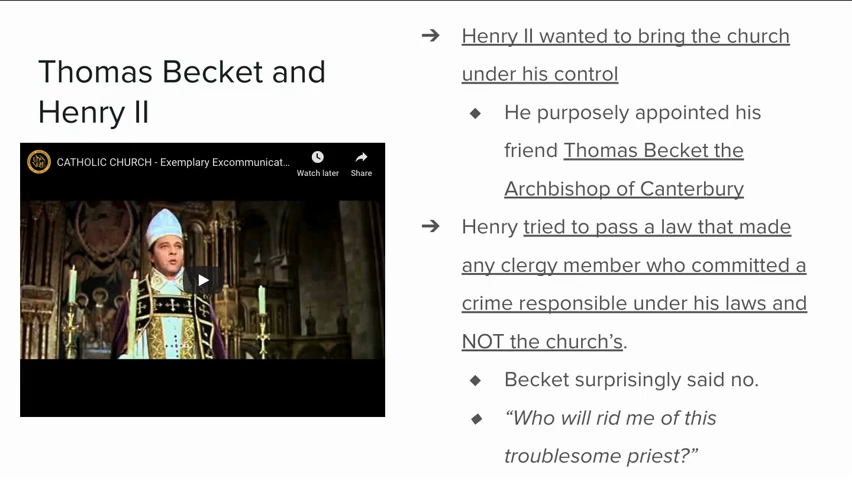 Thomas Becket and
Henry II
CATHOLIC CHURCH - Exemplary Excommunicat...
Watch later
Share
➔ Henry II wanted to bring the church
under his control
◆ He purposely appointed his
friend Thomas Becket the
Archbishop of Canterbury
➔ Henry tried to pass a law that made
any clergy member who committed a
crime responsible under his laws and
NOT the church’s.
◆ Becket surprisingly said no.
◆ “Who will rid me of this
troublesome priest?”